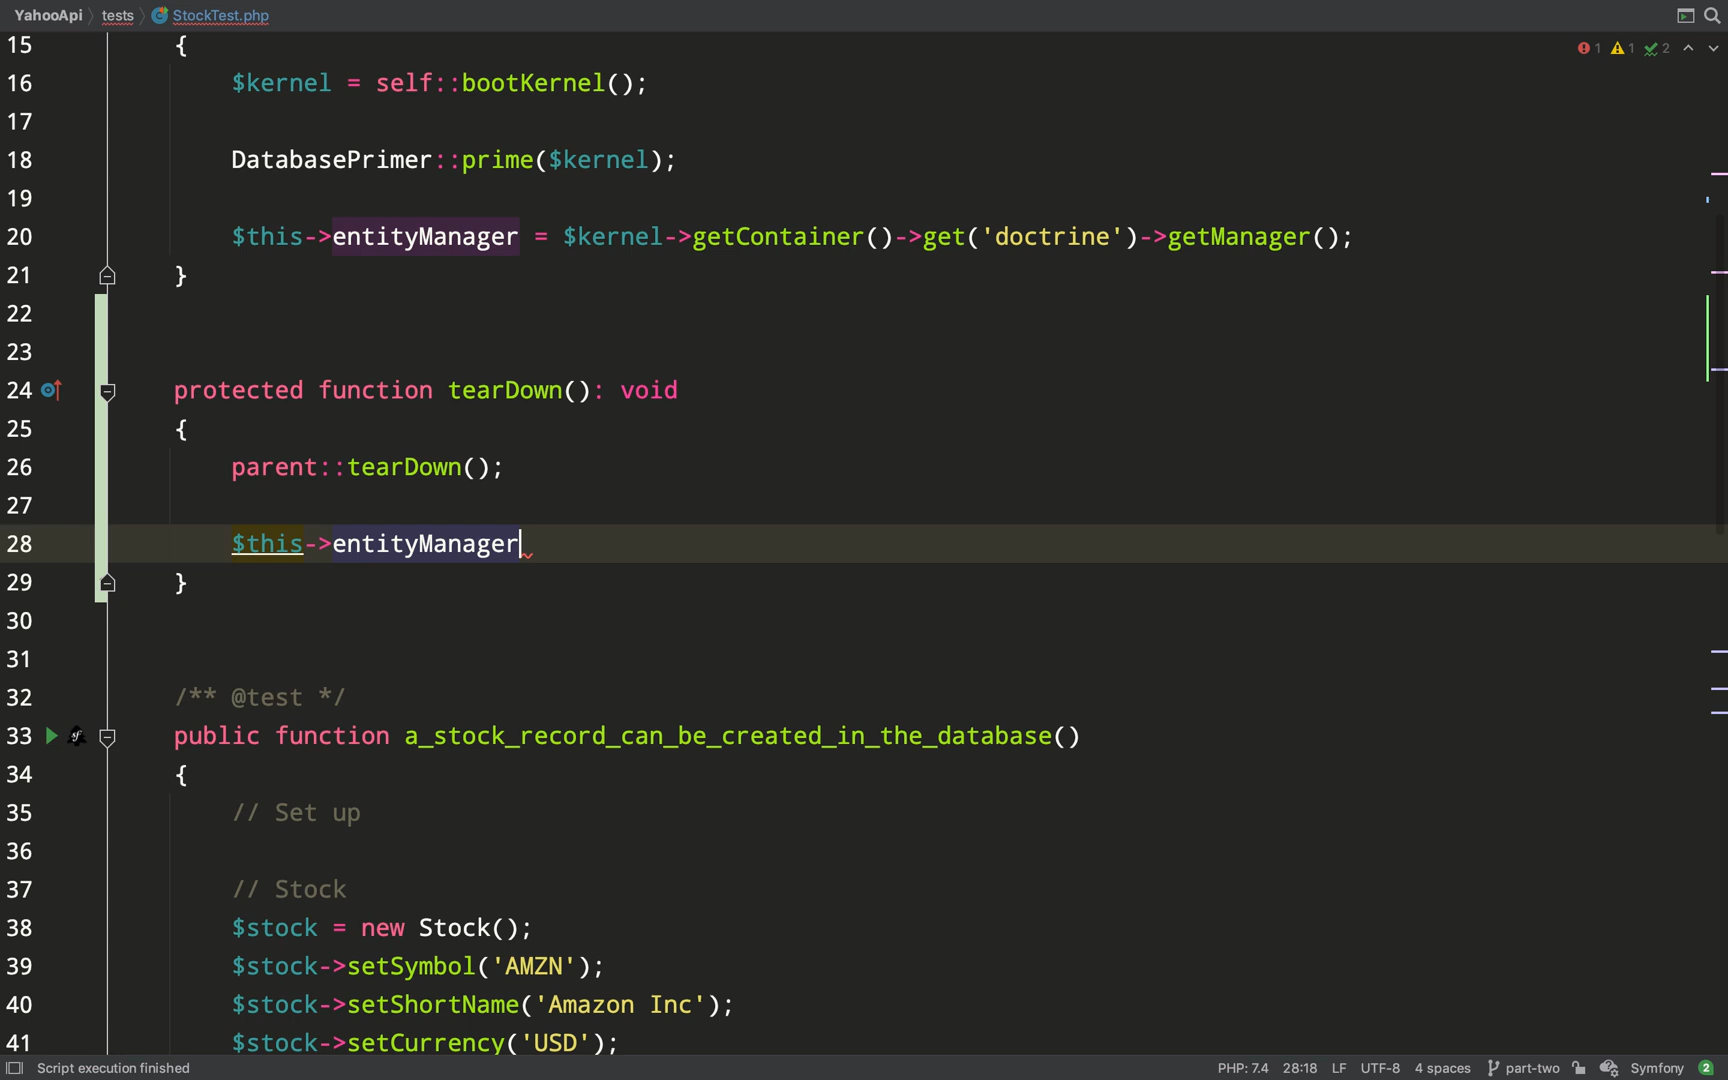 YahooApi tests StockTest.php
1 1 2
15 {
16 $kernel = self::bootKernel();
17
18 DatabasePrimer::prime($kernel);
19
20 $this->entityManager = $kernel->getContainer()->get('doctrine')->getManager();
21 }
22
23
24 protected function tearDown(): void
25 {
26 parent::tearDown();
27
28 $this->entityManager
29 }
30
31
32 /** @test */
33 public function a_stock_record_can_be_created_in_the_database()
34 {
35 // Set up
36
37 // Stock
38 $stock = new Stock();
39 $stock->setSymbol('AMZN');
40 $stock->setShortName('Amazon Inc');
41 $stock->setCurrency('USD');
Script execution finished PHP: 7.4 28:18 LF UTF-8 4 spaces part-two Symfony 2